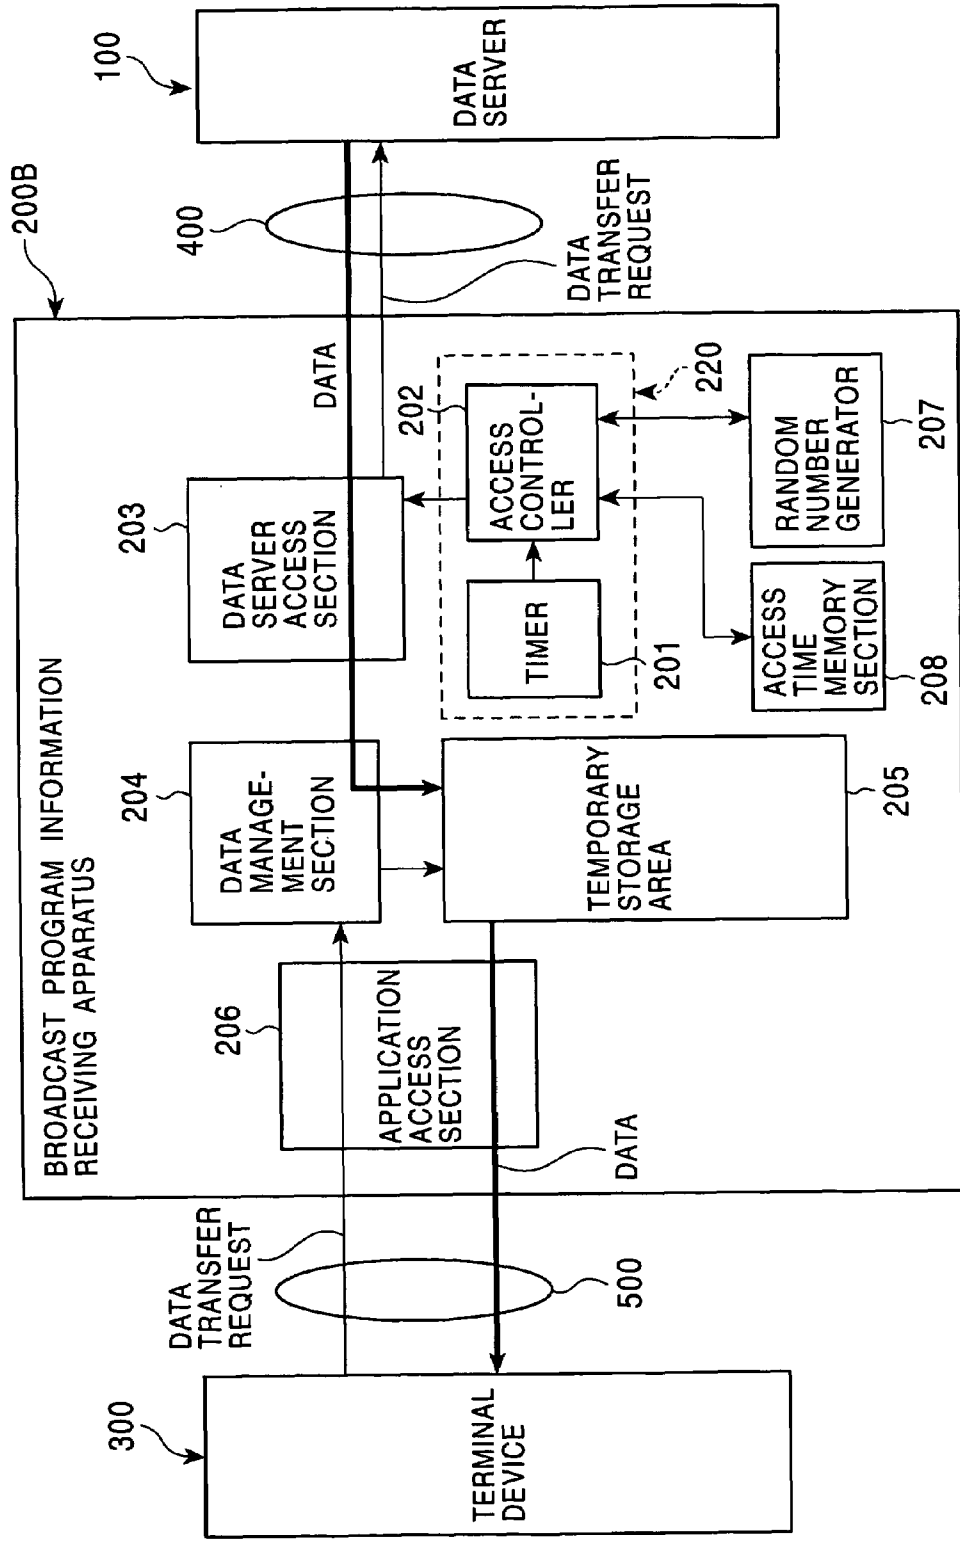 BROADCAST PROGRAM INFORMATION
RECEIVING APPARATUS
200B
100
300
TERMINAL
DEVICE
DATA
TRANSFER
REQUEST
500
206
APPLICATION
ACCESS
SECTION
DATA
204
DATA
MANAGE-
MENT
SECTION
TEMPORARY
STORAGE
AREA
205
203
DATA
SERVER
ACCESS
SECTION
DATA
202
ACCESS
CONTROL-
LER
TIMER
201
220
ACCESS
TIME
MEMORY
SECTION
208
RANDOM
NUMBER
GENERATOR
207
400
DATA
TRANSFER
REQUEST
DATA
SERVER